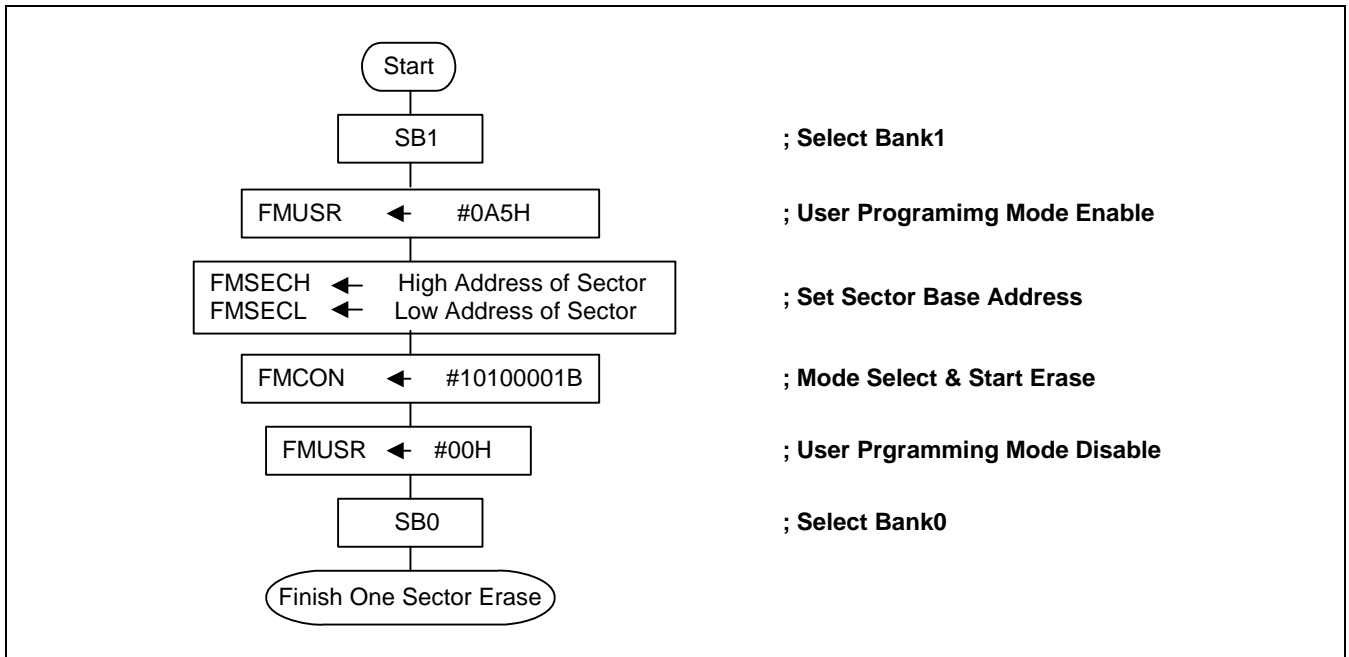 Start
SB1 ; Select Bank1
FMUSR ← #0A5H ; User Programimg Mode Enable
FMSECH ← High Address of Sector
FMSECL ← Low Address of Sector
; Set Sector Base Address
FMCON ← #10100001B ; Mode Select & Start Erase
FMUSR ← #00H ; User Prgramming Mode Disable
SB0 ; Select Bank0
Finish One Sector Erase